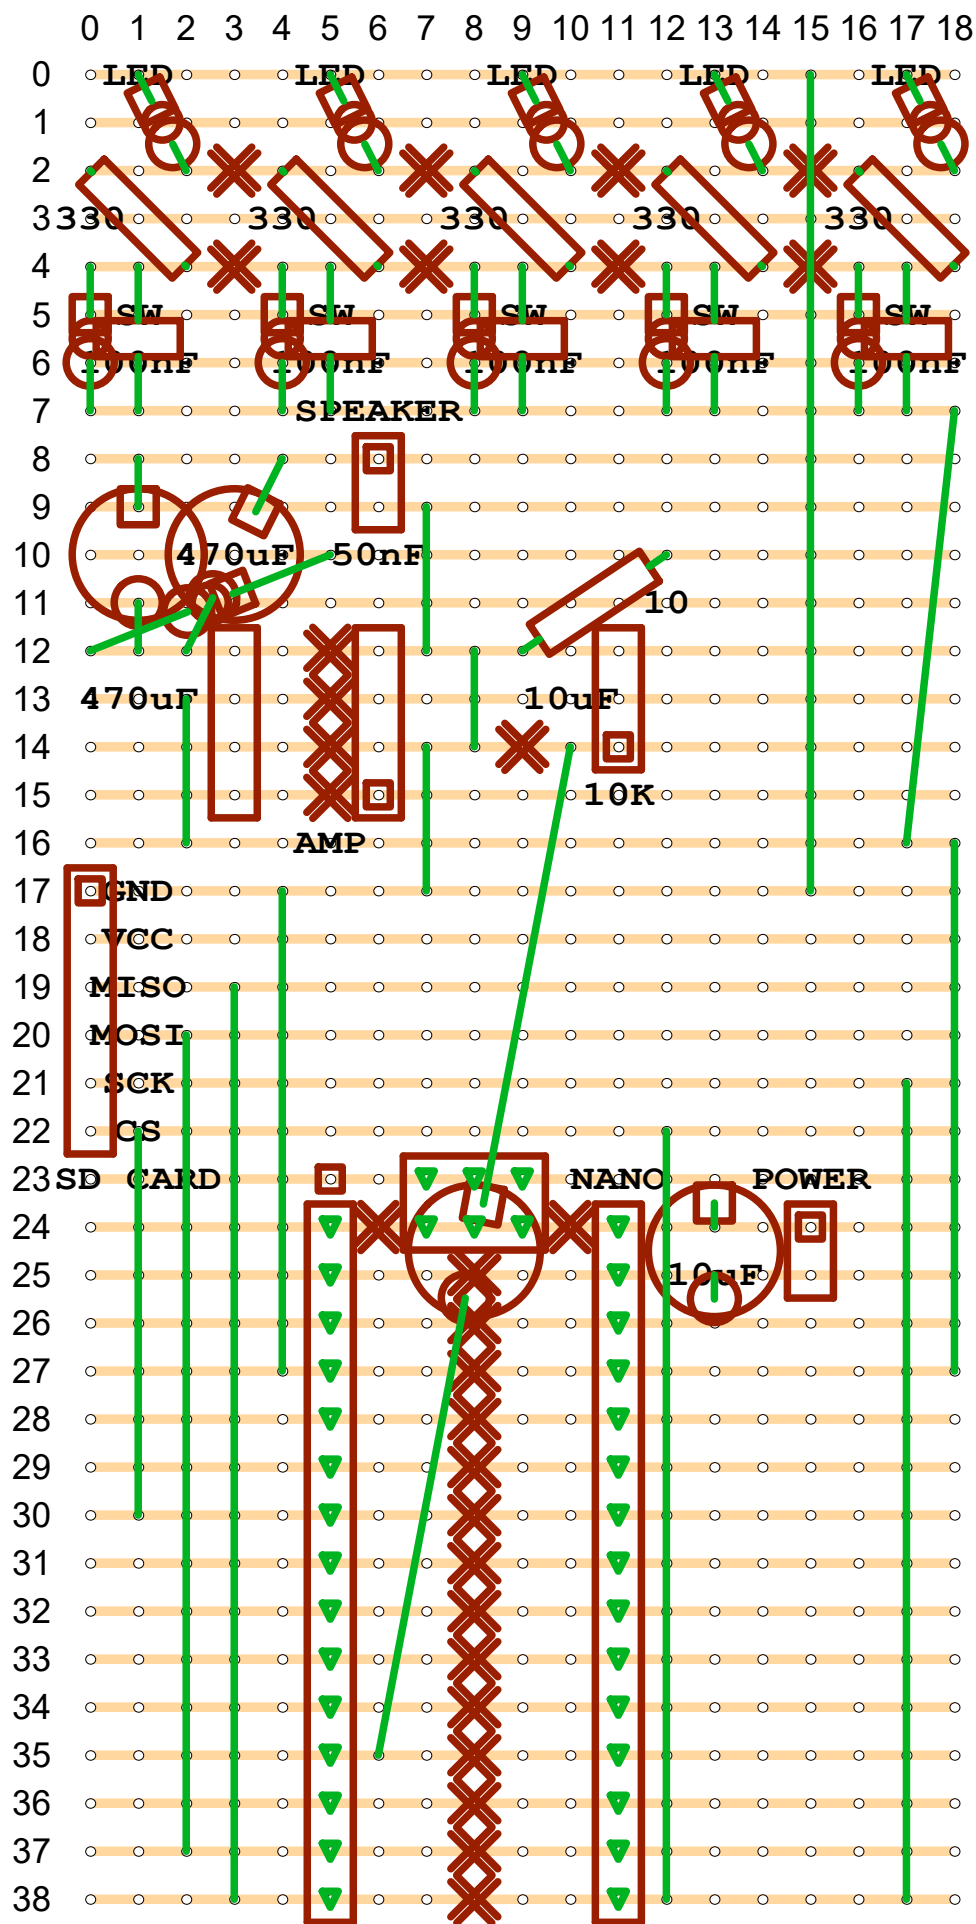 0 1 2 3 4 5 6 7 8 9 10 11 12 13 14 15 16 17 18
0 LED LED LED LED LED
1
2
3 330 330 330 330 330
4
5 SW SW SW SW SW
6 100nF 100nF 100nF 100nF 100nF
7 SPEAKER
8
9
10 470uF 50nF
11 10
12
13 470uF 10uF
14
15 10K
16 AMP
17 GND
18 VCC
19 MISO
20 MOSI
21 SCK
22 CS
23 SD CARD NANO POWER
24
25 10uF
26
27
28
29
30
31
32
33
34
35
36
37
38